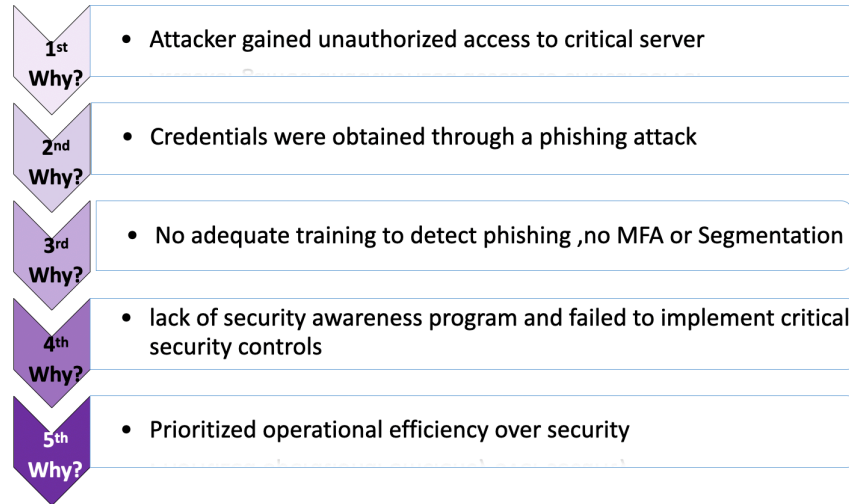 1st
Why?
• Attacker gained unauthorized access to critical server
2nd
Why?
• Credentials were obtained through a phishing attack
3rd
Why?
• No adequate training to detect phishing ,no MFA or Segmentation
4th
Why?
• lack of security awareness program and failed to implement critical
security controls
5th
Why?
• Prioritized operational efficiency over security